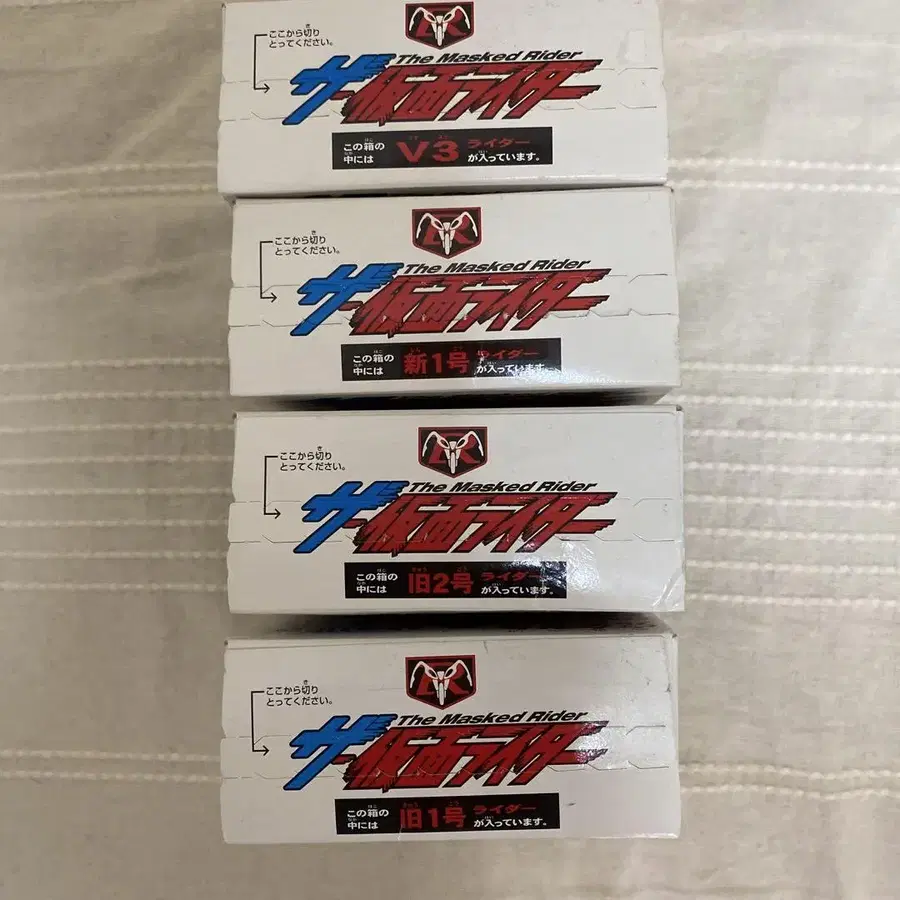 ここから切り
とってください。
The Masked Rider
ザ・仮面ライダー
この箱の
中には
V3
ライダー
が入っています。
ここから切り
とってください。
The Masked Rider
ザ・仮面ライダー
この箱の
中には
新1号
ライダー
が入っています。
ここから切り
とってください。
The Masked Rider
ザ・仮面ライダー
この箱の
中には
旧2号
ライダー
が入っています。
ここから切り
とってください。
The Masked Rider
ザ・仮面ライダー
この箱の
中には
旧1号
ライダー
が入っています。